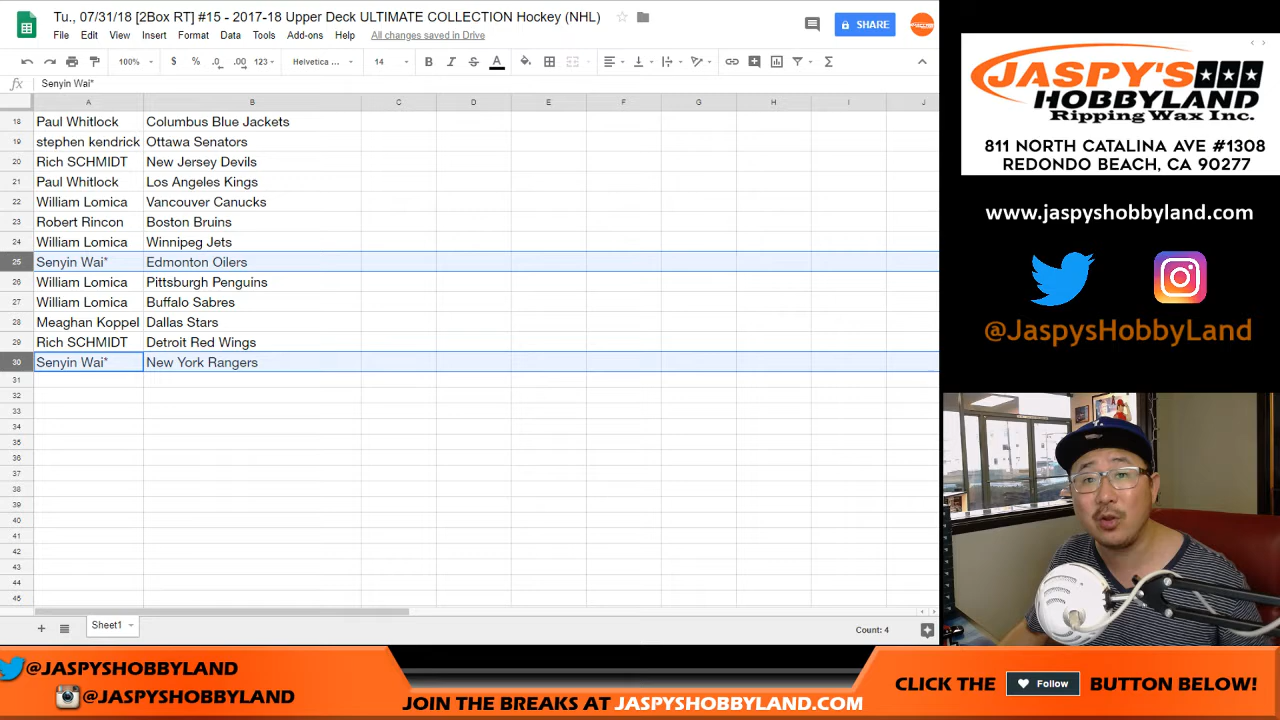 Tu., 07/31/18 [2Box RT] #15 - 2017-18 Upper Deck ULTIMATE COLLECTION Hockey (NHL)
File Edit View Insert Format Data Tools Add-ons Help All changes saved in Drive
SHARE
100% $ % .0 .00 123 Helvetica ... 14 B I S A
fx Senyin Wai*
A B C D E F G H I J
18 Paul Whitlock Columbus Blue Jackets
19 stephen kendrick Ottawa Senators
20 Rich SCHMIDT New Jersey Devils
21 Paul Whitlock Los Angeles Kings
22 William Lomica Vancouver Canucks
23 Robert Rincon Boston Bruins
24 William Lomica Winnipeg Jets
25 Senyin Wai* Edmonton Oilers
26 William Lomica Pittsburgh Penguins
27 William Lomica Buffalo Sabres
28 Meaghan Koppel Dallas Stars
29 Rich SCHMIDT Detroit Red Wings
30 Senyin Wai* New York Rangers
31
32
33
34
35
36
37
38
39
40
41
42
43
44
45
Sheet1
Count: 4
JASPY'S
HOBBYLAND
Ripping Wax Inc.
811 NORTH CATALINA AVE #1308
REDONDO BEACH, CA 90277
www.jaspyshobbyland.com
@JaspysHobbyLand
@JASPYSHOBBYLAND
@JASPYSHOBBYLAND
JOIN THE BREAKS AT JASPYSHOBBYLAND.COM
CLICK THE Follow BUTTON BELOW!